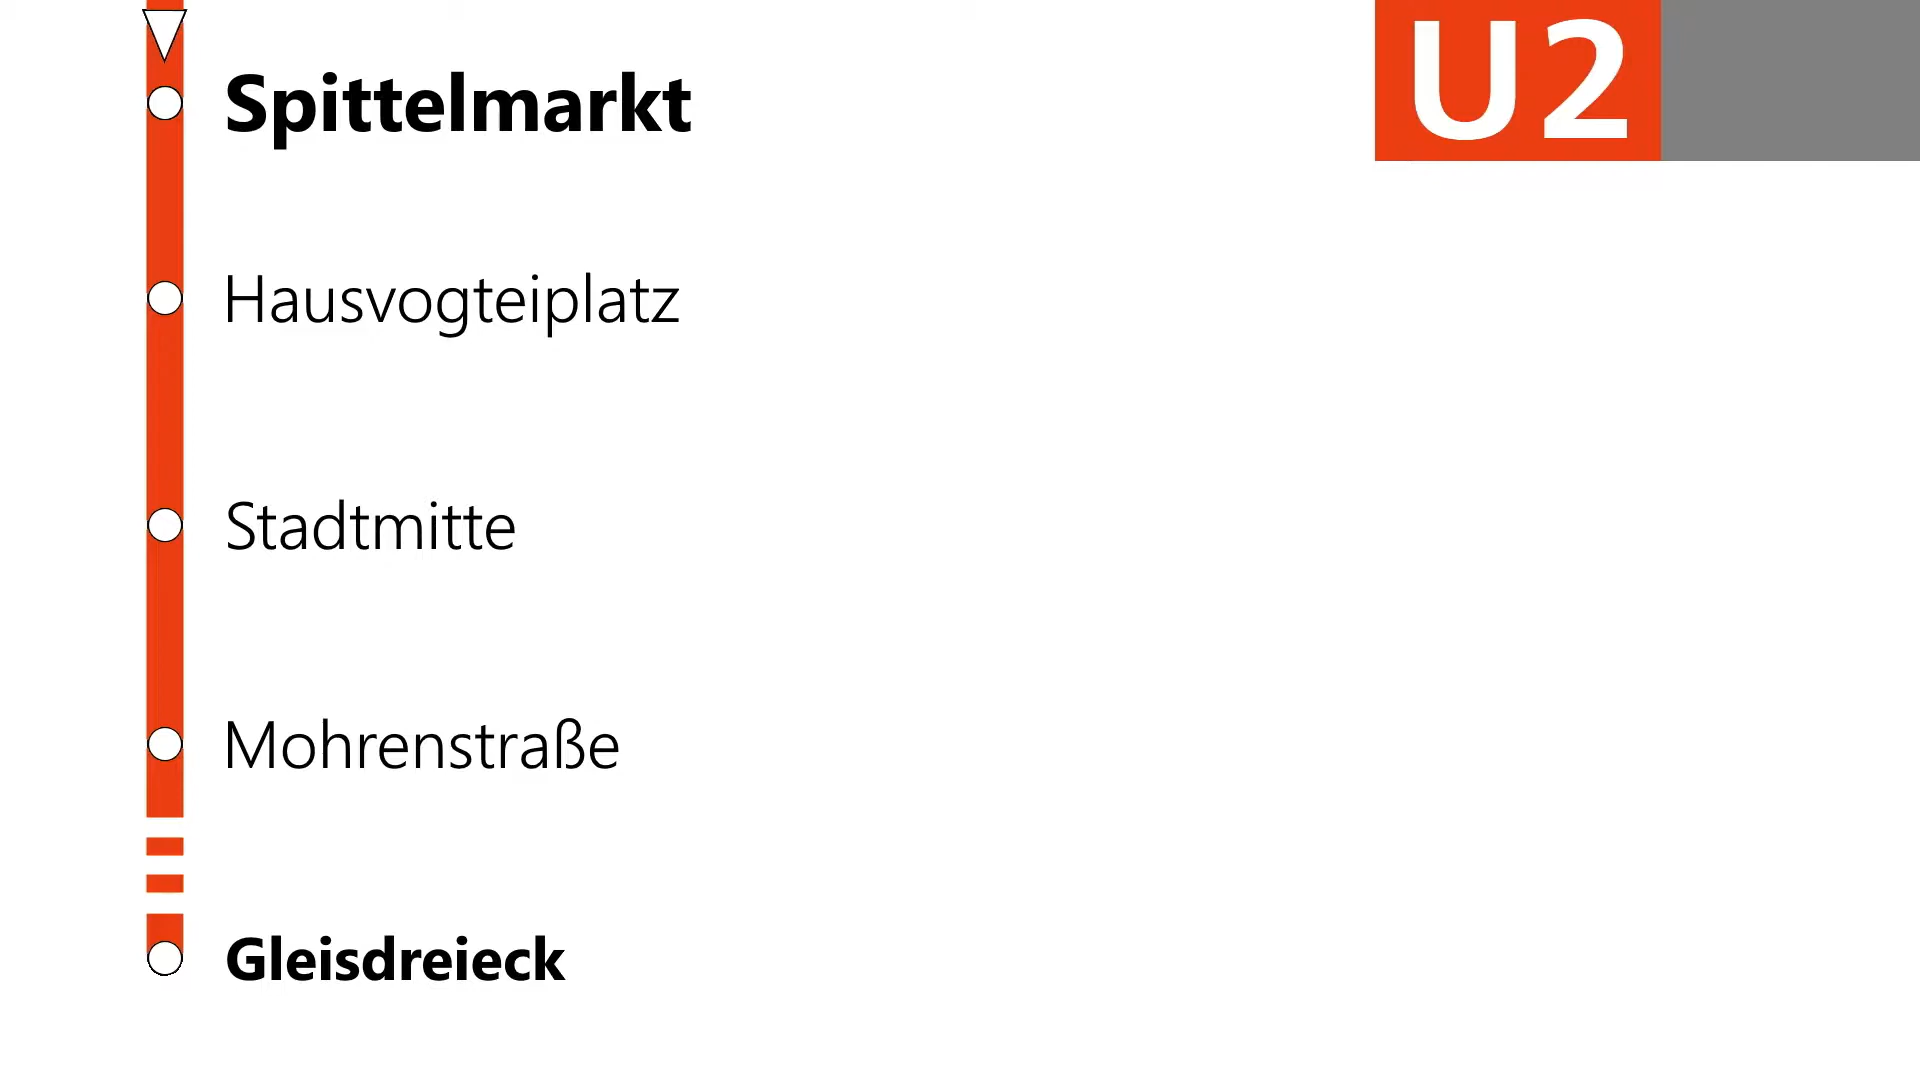 U2
Spittelmarkt
Hausvogteiplatz
Stadtmitte
Mohrenstraße
Gleisdreieck